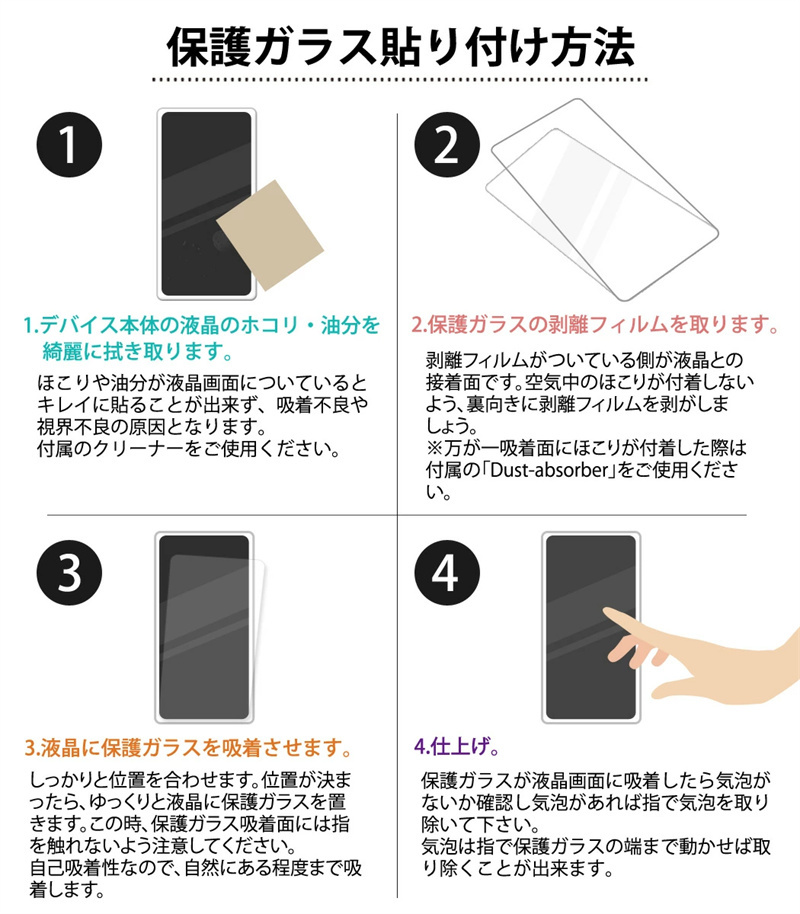 保護ガラス貼り付け方法
1
1.デバイス本体の液晶のホコリ・油分を
綺麗に拭き取ります。
ほこりや油分が液晶画面についていると
キレイに貼ることが出来ず、吸着不良や
視界不良の原因となります。
付属のクリーナーをご使用ください。
2
2.保護ガラスの剥離フィルムを取ります。
剥離フィルムがついている側が液晶との
接着面です。空気中のほこりが付着しない
よう、裏向きに剥離フィルムを剥がしま
しょう。
※万が一吸着面にほこりが付着した際は
付属の「Dust-absorber」をご使用くださ
い。
3
3.液晶に保護ガラスを吸着させます。
しっかりと位置を合わせます。位置が決ま
ったら、ゆっくりと液晶に保護ガラスを置
きます。この時、保護ガラス吸着面には指
を触れないよう注意してください。
自己吸着性なので、自然にある程度まで吸
着します。
4
4.仕上げ。
保護ガラスが液晶画面に吸着したら気泡が
ないか確認し気泡があれば指で気泡を取り
除いて下さい。
気泡は指で保護ガラスの端まで動かせば取
り除くことが出来ます。